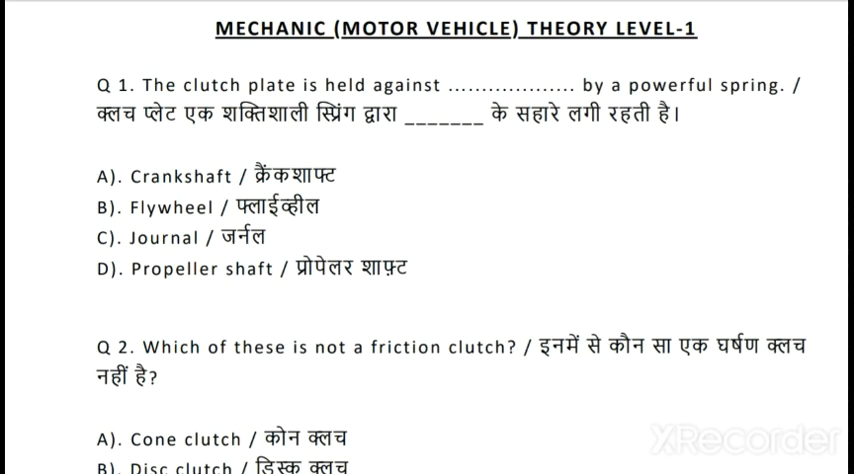 MECHANIC (MOTOR VEHICLE) THEORY LEVEL-1
Q 1. The clutch plate is held against ................... by a powerful spring. /
क्लच प्लेट एक शक्तिशाली स्प्रिंग द्वारा _______ के सहारे लगी रहती है।
A). Crankshaft / क्रैंकशाफ्ट
B). Flywheel / फ्लाईव्हील
C). Journal / जर्नल
D). Propeller shaft / प्रोपेलर शाफ़्ट
Q 2. Which of these is not a friction clutch? / इनमें से कौन सा एक घर्षण क्लच
नहीं है?
A). Cone clutch / कोन क्लच
B). Disc clutch / डिस्क क्लच
XRecorder